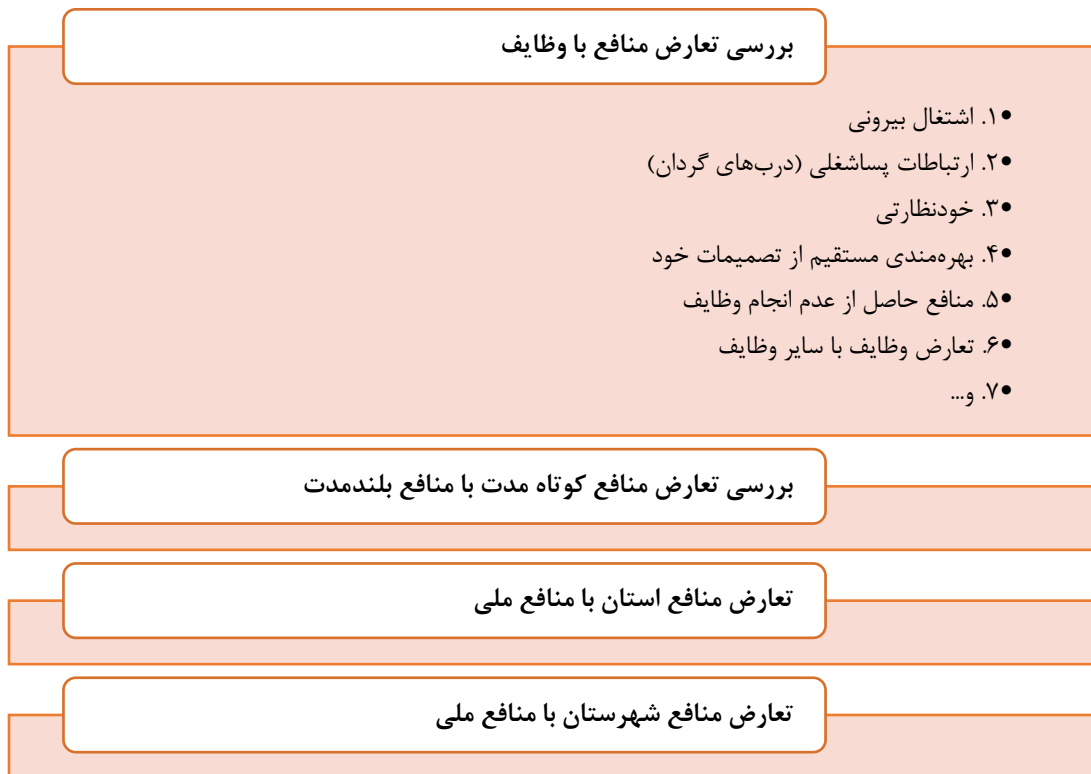 بررسی تعارض منافع با وظایف
•۱. اشتغال بیرونی
•۲. ارتباطات پساشغلی (درب‌های گردان)
•۳. خودنظارتی
•۴. بهره‌مندی مستقیم از تصمیمات خود
•۵. منافع حاصل از عدم انجام وظایف
•۶. تعارض وظایف با سایر وظایف
•۷. و...
بررسی تعارض منافع کوتاه مدت با منافع بلندمدت
تعارض منافع استان با منافع ملی
تعارض منافع شهرستان با منافع ملی